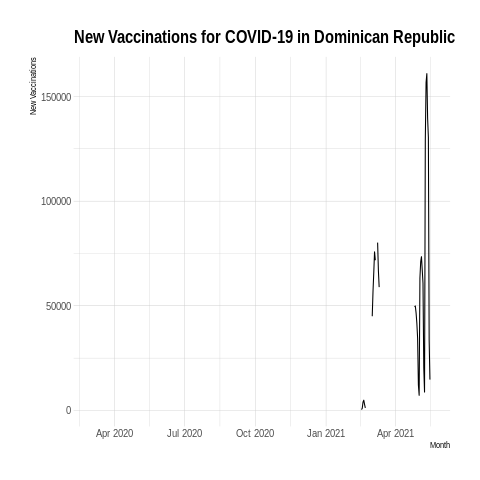 New Vaccinations for COVID-19 in Dominican Republic
New Vaccinations
150000
100000
50000
0
Apr 2020 Jul 2020 Oct 2020 Jan 2021 Apr 2021
Month